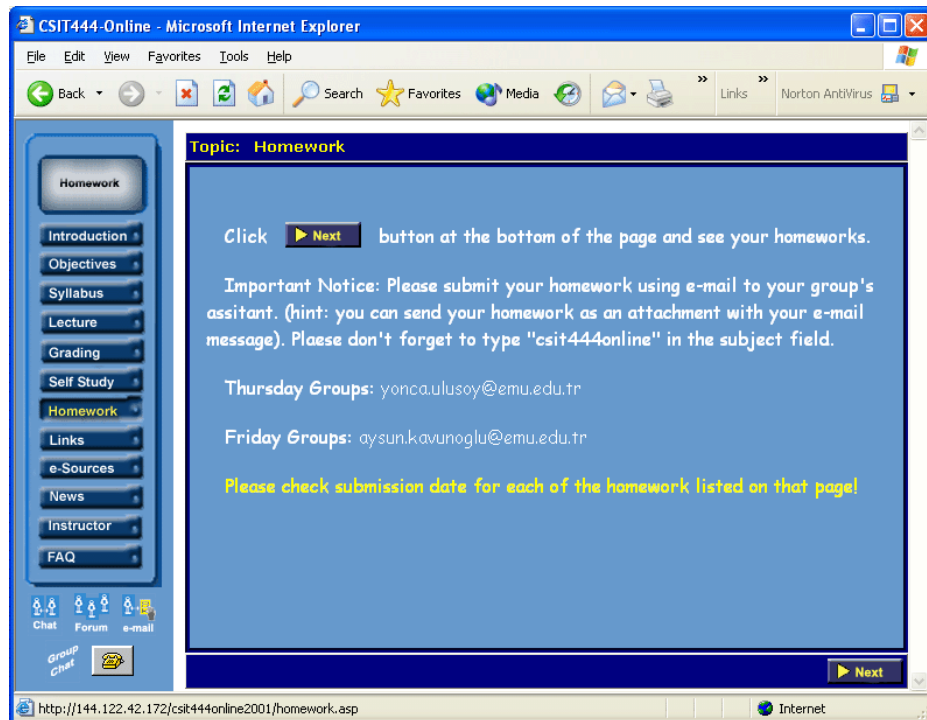 CSIT444-Online - Microsoft Internet Explorer
File Edit View Favorites Tools Help
Back Search Favorites Media Links Norton AntiVirus
Topic: Homework
Homework
Introduction
Objectives
Syllabus
Lecture
Grading
Self Study
Homework
Links
e-Sources
News
Instructor
FAQ
Chat Forum e-mail
Group Chat
Click Next button at the bottom of the page and see your homeworks.
Important Notice: Please submit your homework using e-mail to your group's
assitant. (hint: you can send your homework as an attachment with your e-mail
message). Plaese don't forget to type "csit444online" in the subject field.
Thursday Groups: yonca.ulusoy@emu.edu.tr
Friday Groups: aysun.kavunoglu@emu.edu.tr
Please check submission date for each of the homework listed on that page!
Next
http://144.122.42.172/csit444online2001/homework.asp Internet